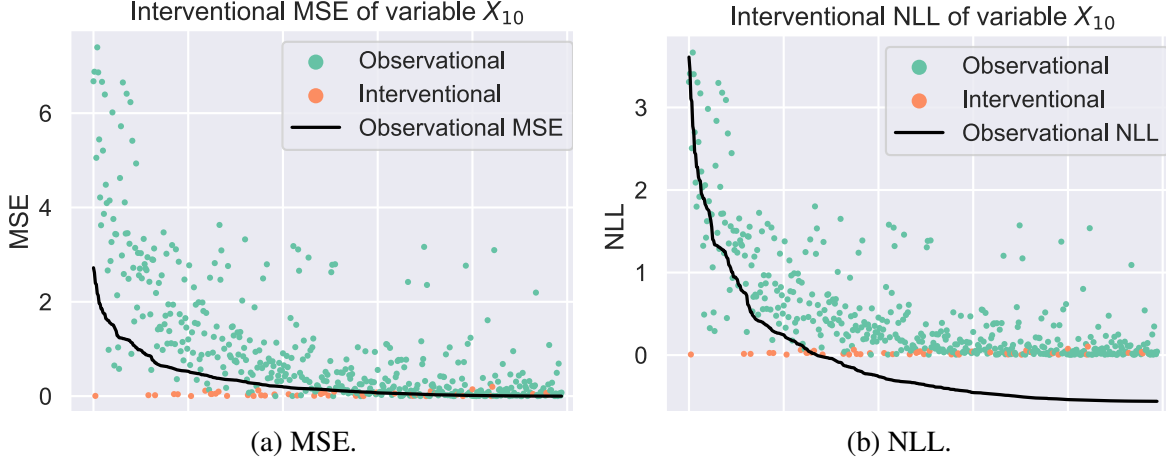 Interventional MSE of variable X₁₀
Observational
Interventional
Observational MSE
6
4
2
0
MSE
(a) MSE.
Interventional NLL of variable X₁₀
Observational
Interventional
Observational NLL
3
2
1
0
NLL
(b) NLL.